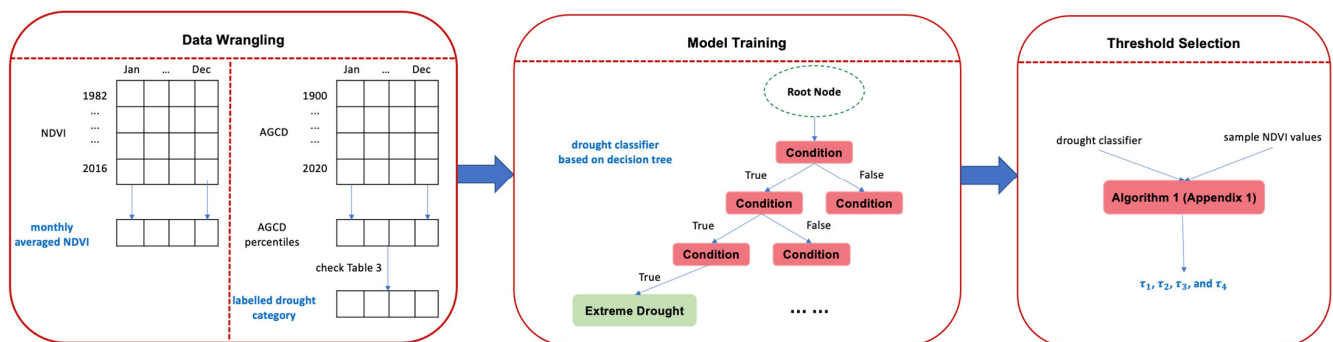 Data Wrangling
Jan ... Dec
1982
...
NDVI
...
2016
monthly
averaged NDVI
Jan ... Dec
1900
...
AGCD
...
2020
AGCD
percentiles
check Table 3
labelled drought
category
Model Training
Root Node
drought classifier
based on decision tree
Condition
True False
Condition Condition
True False
Condition Condition
True
Extreme Drought
... ...
Threshold Selection
drought classifier
sample NDVI values
Algorithm 1 (Appendix 1)
τ₁, τ₂, τ₃, and τ₄